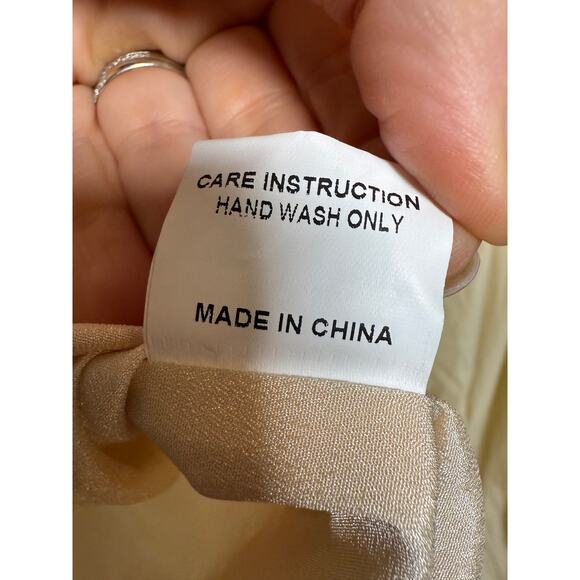 CARE INSTRUCTION
HAND WASH ONLY
MADE IN CHINA